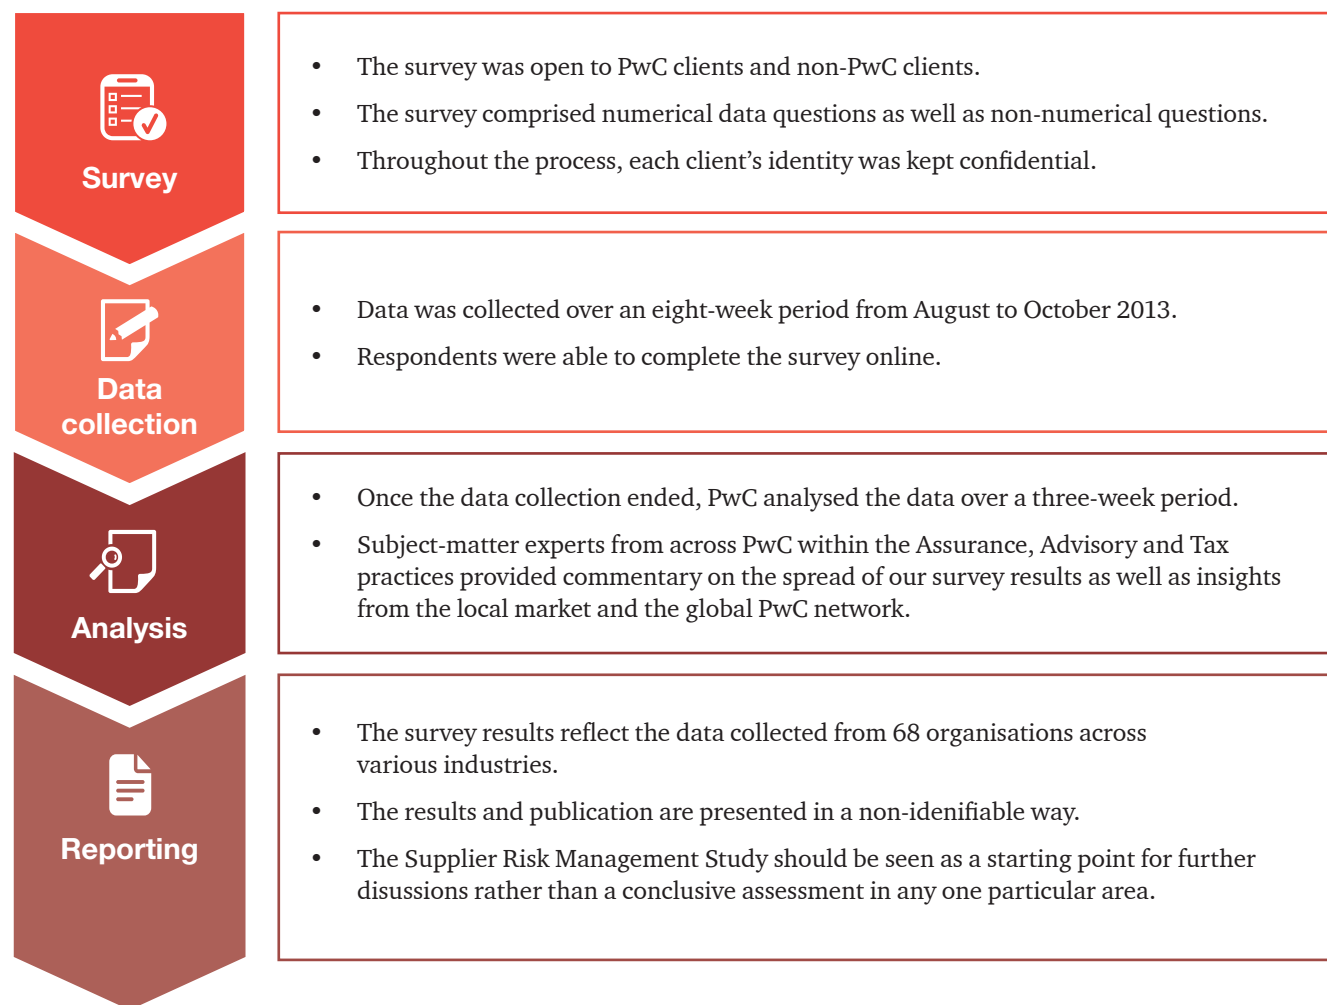 Survey
• The survey was open to PwC clients and non-PwC clients.
• The survey comprised numerical data questions as well as non-numerical questions.
• Throughout the process, each client’s identity was kept confidential.
Data
collection
• Data was collected over an eight-week period from August to October 2013.
• Respondents were able to complete the survey online.
Analysis
• Once the data collection ended, PwC analysed the data over a three-week period.
• Subject-matter experts from across PwC within the Assurance, Advisory and Tax
practices provided commentary on the spread of our survey results as well as insights
from the local market and the global PwC network.
Reporting
• The survey results reflect the data collected from 68 organisations across
various industries.
• The results and publication are presented in a non-idenifiable way.
• The Supplier Risk Management Study should be seen as a starting point for further
disussions rather than a conclusive assessment in any one particular area.